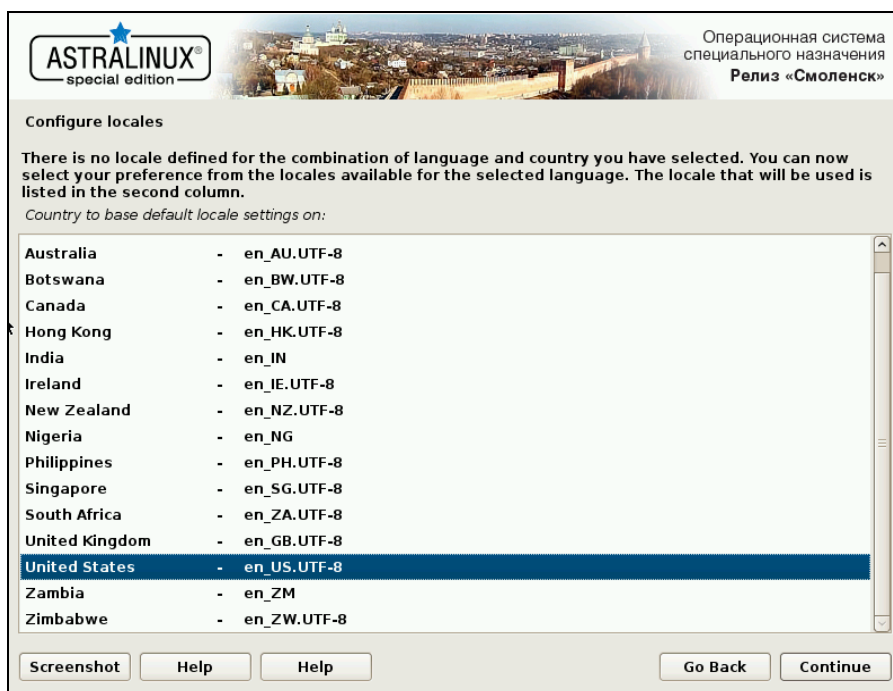 ASTRALINUX®
special edition
Операционная система
специального назначения
Релиз «Смоленск»
Configure locales
There is no locale defined for the combination of language and country you have selected. You can now
select your preference from the locales available for the selected language. The locale that will be used is
listed in the second column.
Country to base default locale settings on:
Australia - en_AU.UTF-8
Botswana - en_BW.UTF-8
Canada - en_CA.UTF-8
Hong Kong - en_HK.UTF-8
India - en_IN
Ireland - en_IE.UTF-8
New Zealand - en_NZ.UTF-8
Nigeria - en_NG
Philippines - en_PH.UTF-8
Singapore - en_SG.UTF-8
South Africa - en_ZA.UTF-8
United Kingdom - en_GB.UTF-8
United States - en_US.UTF-8
Zambia - en_ZM
Zimbabwe - en_ZW.UTF-8
Screenshot Help Help Go Back Continue